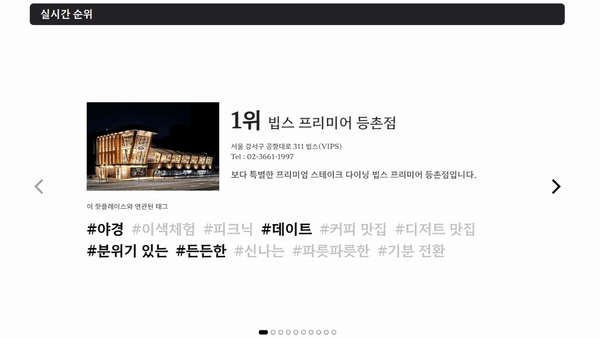 실시간 순위
1위 빕스 프리미어 등촌점
서울 강서구 공항대로 311 빕스(VIPS)
Tel : 02-3661-1997
보다 특별한 프리미엄 스테이크 다이닝 빕스 프리미어 등촌점입니다.
이 핫플레이스와 연관된 태그
#야경 #이색체험 #피크닉 #데이트 #커피 맛집 #디저트 맛집
#분위기 있는 #든든한 #신나는 #파릇파릇한 #기분 전환